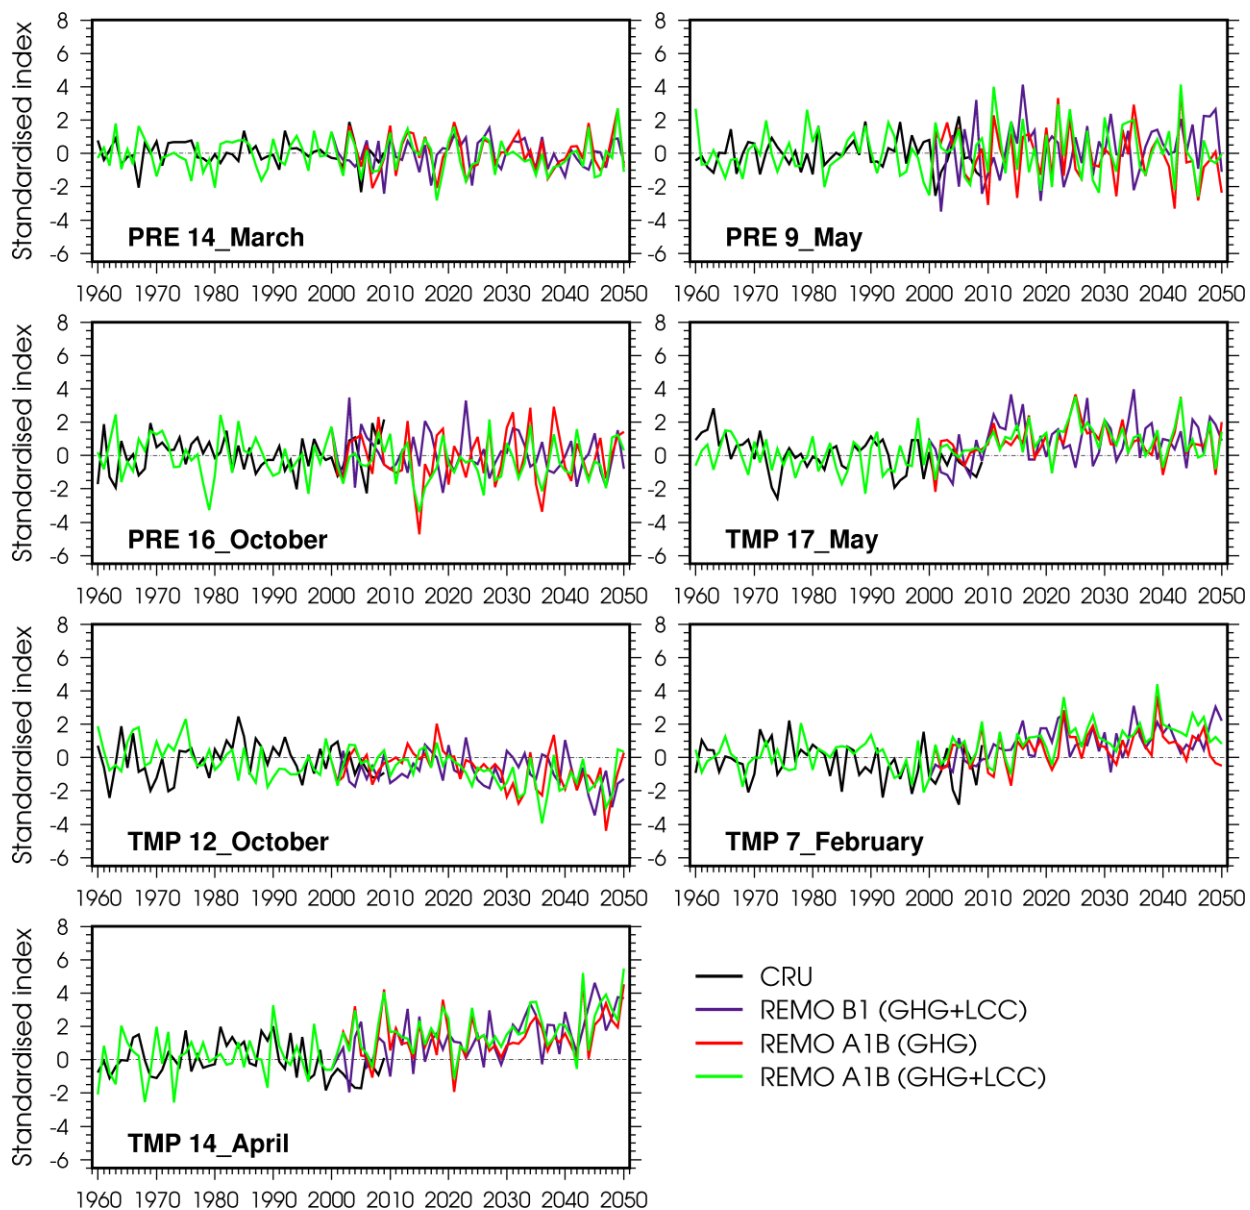 Standardised index
8
6
4
2
0
-2
-4
-6
PRE 14_March
1960 1970 1980 1990 2000 2010 2020 2030 2040 2050
8
6
4
2
0
-2
-4
-6
PRE 9_May
1960 1970 1980 1990 2000 2010 2020 2030 2040 2050
Standardised index
8
6
4
2
0
-2
-4
-6
PRE 16_October
1960 1970 1980 1990 2000 2010 2020 2030 2040 2050
8
6
4
2
0
-2
-4
-6
TMP 17_May
1960 1970 1980 1990 2000 2010 2020 2030 2040 2050
Standardised index
8
6
4
2
0
-2
-4
-6
TMP 12_October
1960 1970 1980 1990 2000 2010 2020 2030 2040 2050
8
6
4
2
0
-2
-4
-6
TMP 7_February
1960 1970 1980 1990 2000 2010 2020 2030 2040 2050
Standardised index
8
6
4
2
0
-2
-4
-6
TMP 14_April
1960 1970 1980 1990 2000 2010 2020 2030 2040 2050
CRU
REMO B1 (GHG+LCC)
REMO A1B (GHG)
REMO A1B (GHG+LCC)